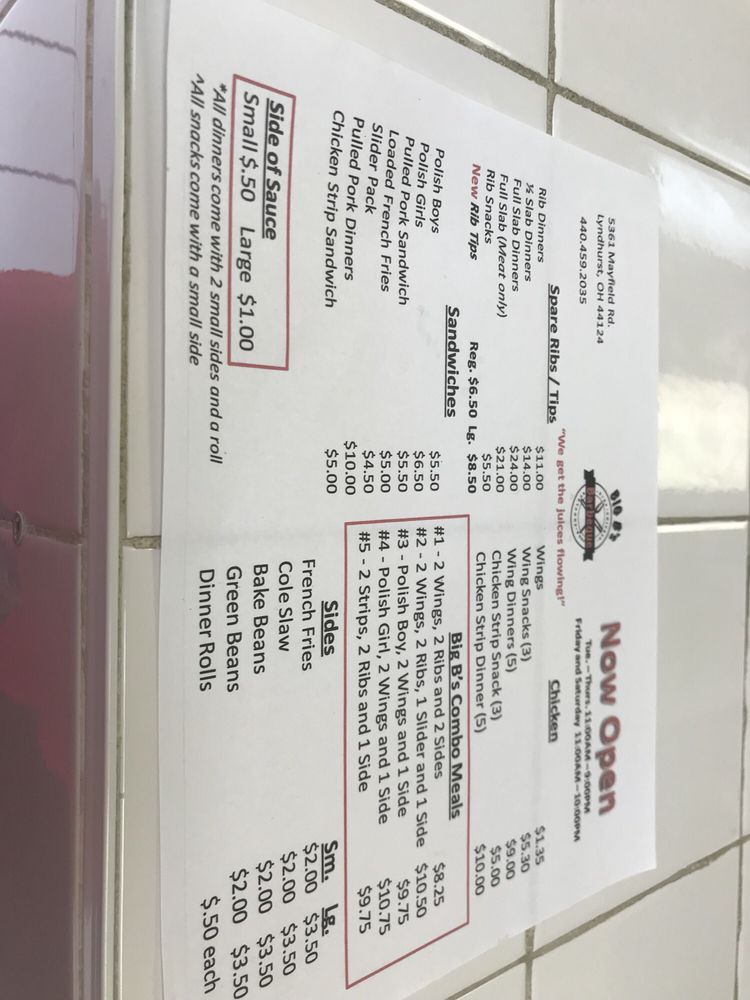 5361 Mayfield Rd.
Lyndhurst, OH 44124
440.459.2035
BIG B's
Barbecue
Now Open
Tue. – Thurs. 11:00AM – 9:00PM
Friday and Saturday 11:00AM – 10:00PM
"We get the juices flowing!"
Spare Ribs / Tips
Rib Dinners $11.00
½ Slab Dinners $14.00
Full Slab Dinners $24.00
Full Slab (Meat only) $21.00
Rib Snacks $5.50
New Rib Tips Reg. $6.50 Lg. $8.50
Sandwiches
Polish Boys $5.50
Polish Girls $6.50
Pulled Pork Sandwich $5.50
Loaded French Fries $5.00
Slider Pack $4.50
Pulled Pork Dinners $10.00
Chicken Strip Sandwich $5.00
Side of Sauce
Small $.50 Large $1.00
*All dinners come with 2 small sides and a roll
^All snacks come with a small side
Chicken
Wings $1.35
Wing Snacks (3) $5.30
Wing Dinners (5) $9.00
Chicken Strip Snack (3) $5.00
Chicken Strip Dinner (5) $10.00
Big B's Combo Meals
#1 - 2 Wings, 2 Ribs and 2 Sides $8.25
#2 - 2 Wings, 2 Ribs, 1 Slider and 1 Side $10.50
#3 - Polish Boy, 2 Wings and 1 Side $9.75
#4 - Polish Girl, 2 Wings and 1 Side $10.75
#5 - 2 Strips, 2 Ribs and 1 Side $9.75
Sides Sm. Lg.
French Fries $2.00 $3.50
Cole Slaw $2.00 $3.50
Bake Beans $2.00 $3.50
Green Beans $2.00 $3.50
Dinner Rolls $.50 each